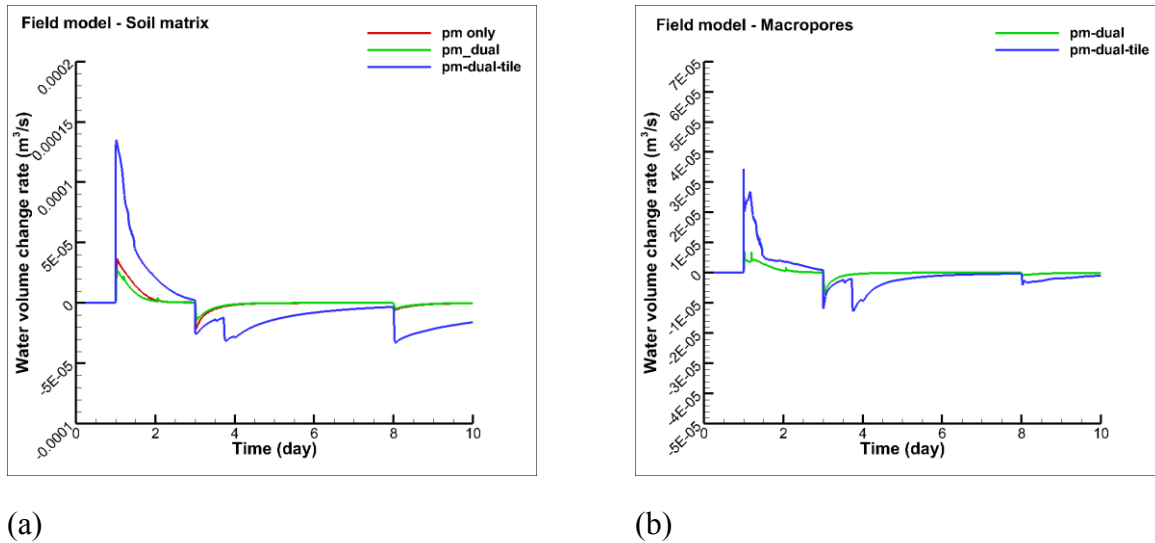 Field model - Soil matrix
pm only
pm_dual
pm-dual-tile
Water volume change rate (m³/s)
0.0002
0.00015
0.0001
5E-05
0
-5E-05
-0.0001
0 2 4 6 8 10
Time (day)
(a)
Field model - Macropores
pm-dual
pm-dual-tile
Water volume change rate (m³/s)
7E-05
6E-05
5E-05
4E-05
3E-05
2E-05
1E-05
0
-1E-05
-2E-05
-3E-05
-4E-05
-5E-05
0 2 4 6 8 10
Time (day)
(b)